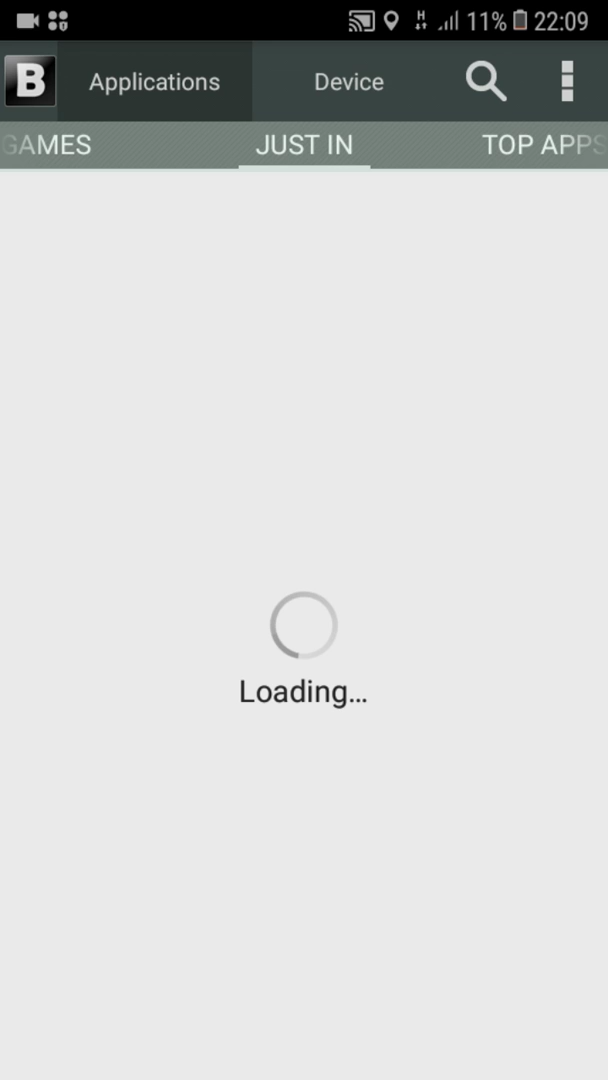 H 11% 22:09
B Applications Device
GAMES JUST IN TOP APPS
Loading...